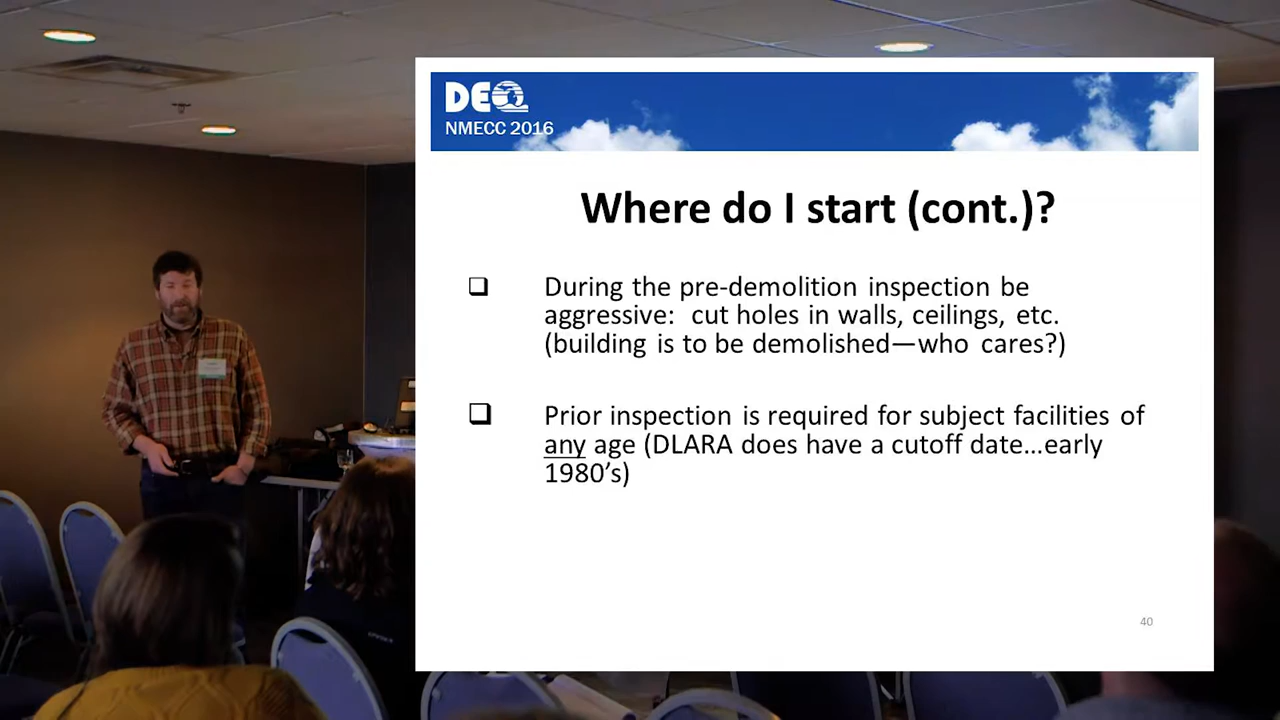 DEQ
NMECC 2016
Where do I start (cont.)?
❑ During the pre-demolition inspection be
aggressive: cut holes in walls, ceilings, etc.
(building is to be demolished—who cares?)
❑ Prior inspection is required for subject facilities of
any age (DLARA does have a cutoff date...early
1980's)
40